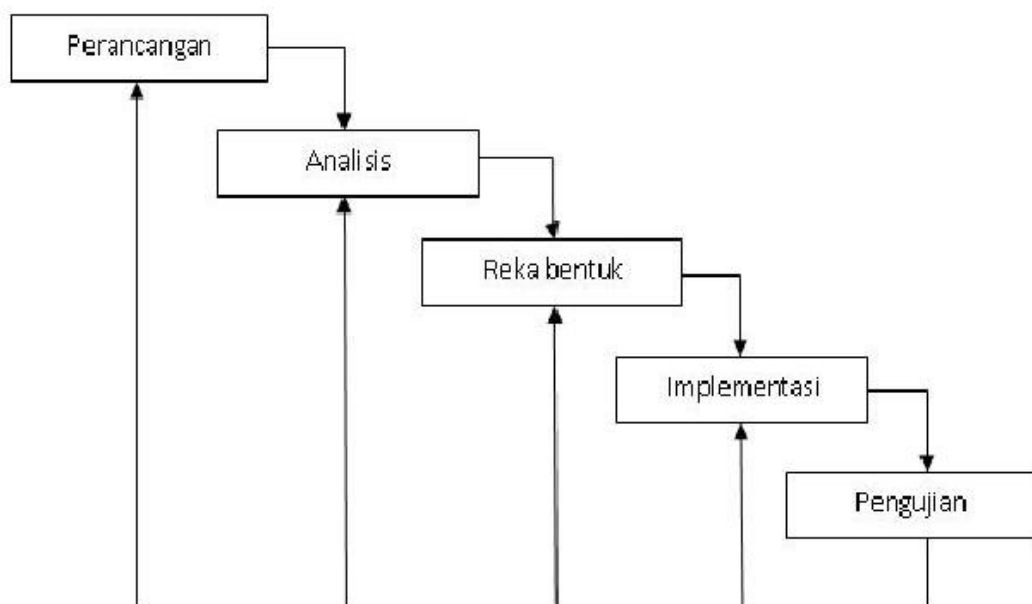 Perancangan
Analisis
Reka bentuk
Implementasi
Pengujian